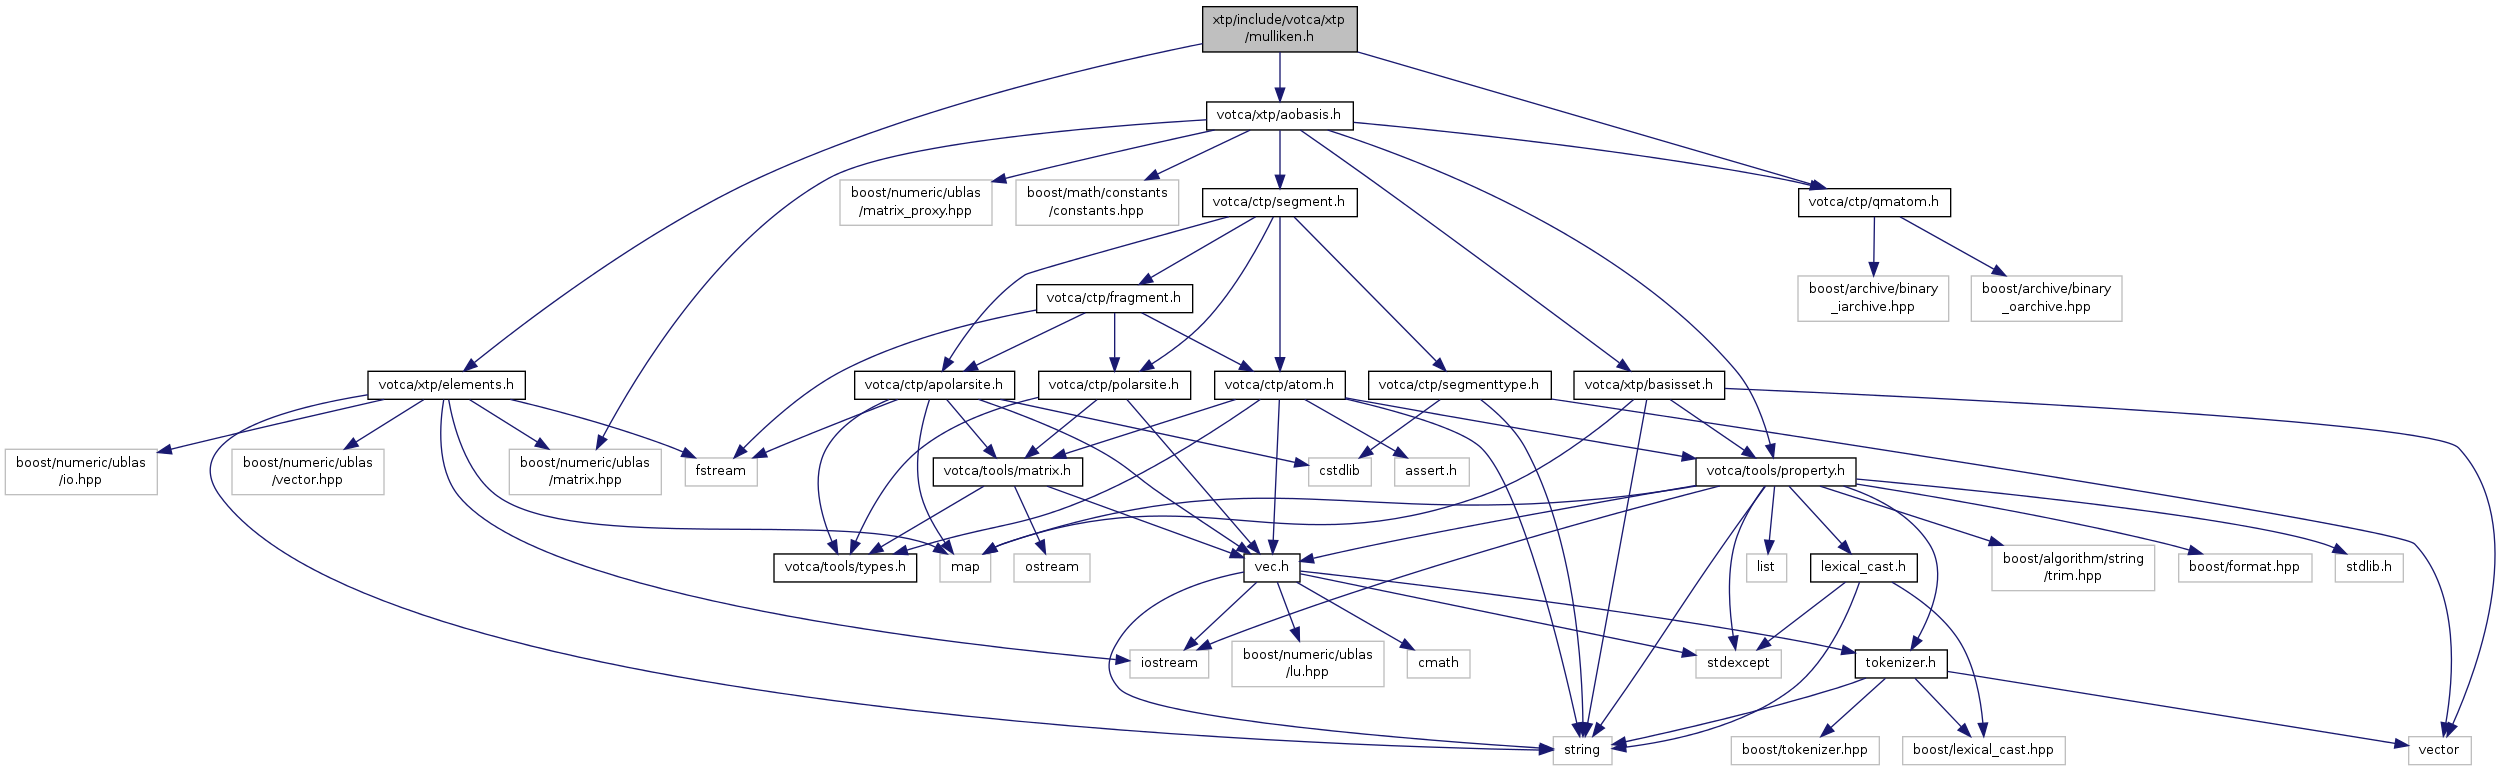 xtp/include/votca/xtp
/mulliken.h
votca/xtp/aobasis.h
boost/numeric/ublas
/matrix_proxy.hpp
boost/math/constants
/constants.hpp
votca/ctp/segment.h
votca/ctp/qmatom.h
votca/ctp/fragment.h
boost/archive/binary
_iarchive.hpp
boost/archive/binary
_oarchive.hpp
votca/xtp/elements.h
votca/ctp/apolarsite.h
votca/ctp/polarsite.h
votca/ctp/atom.h
votca/ctp/segmenttype.h
votca/xtp/basisset.h
boost/numeric/ublas
/io.hpp
boost/numeric/ublas
/vector.hpp
boost/numeric/ublas
/matrix.hpp
fstream
votca/tools/matrix.h
cstdlib
assert.h
votca/tools/property.h
votca/tools/types.h
map
ostream
vec.h
list
lexical_cast.h
boost/algorithm/string
/trim.hpp
boost/format.hpp
stdlib.h
iostream
boost/numeric/ublas
/lu.hpp
cmath
stdexcept
tokenizer.h
string
boost/tokenizer.hpp
boost/lexical_cast.hpp
vector